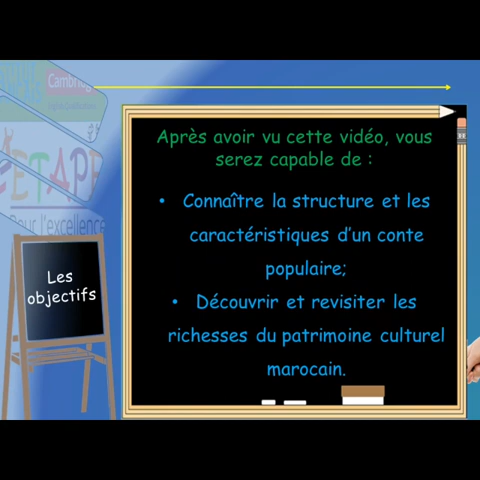 Cambridge
ETAPE
Pour l'excellence
Après avoir vu cette vidéo, vous
serez capable de :
• Connaître la structure et les
caractéristiques d'un conte
populaire;
• Découvrir et revisiter les
richesses du patrimoine culturel
marocain.
Les
objectifs